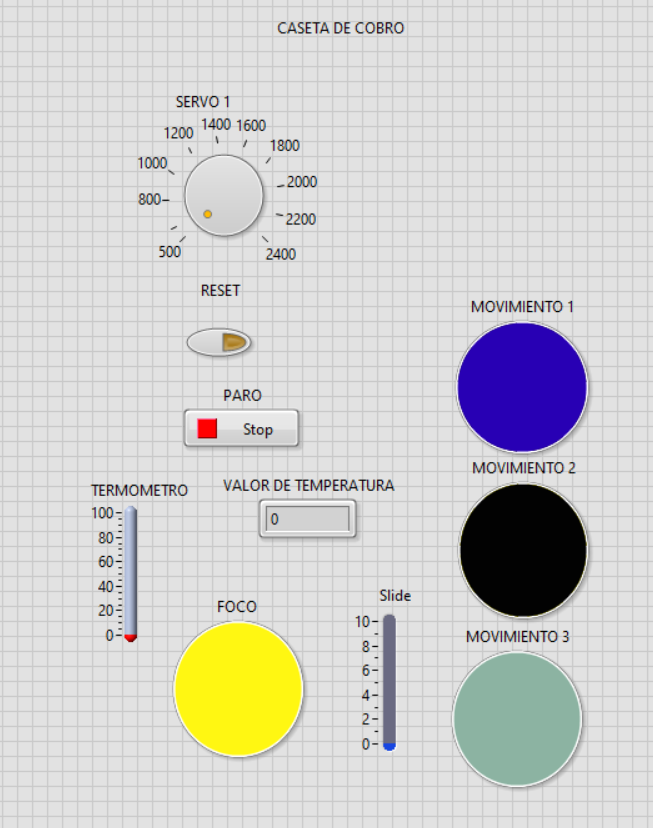 CASETA DE COBRO
SERVO 1
1400 1600
1200 1800
1000 2000
800 2200
500 2400
RESET
MOVIMIENTO 1
PARO
Stop
MOVIMIENTO 2
TERMOMETRO
VALOR DE TEMPERATURA
100
80
60
40
20
0
0
Slide
10
8
6
4
2
0
FOCO
MOVIMIENTO 3